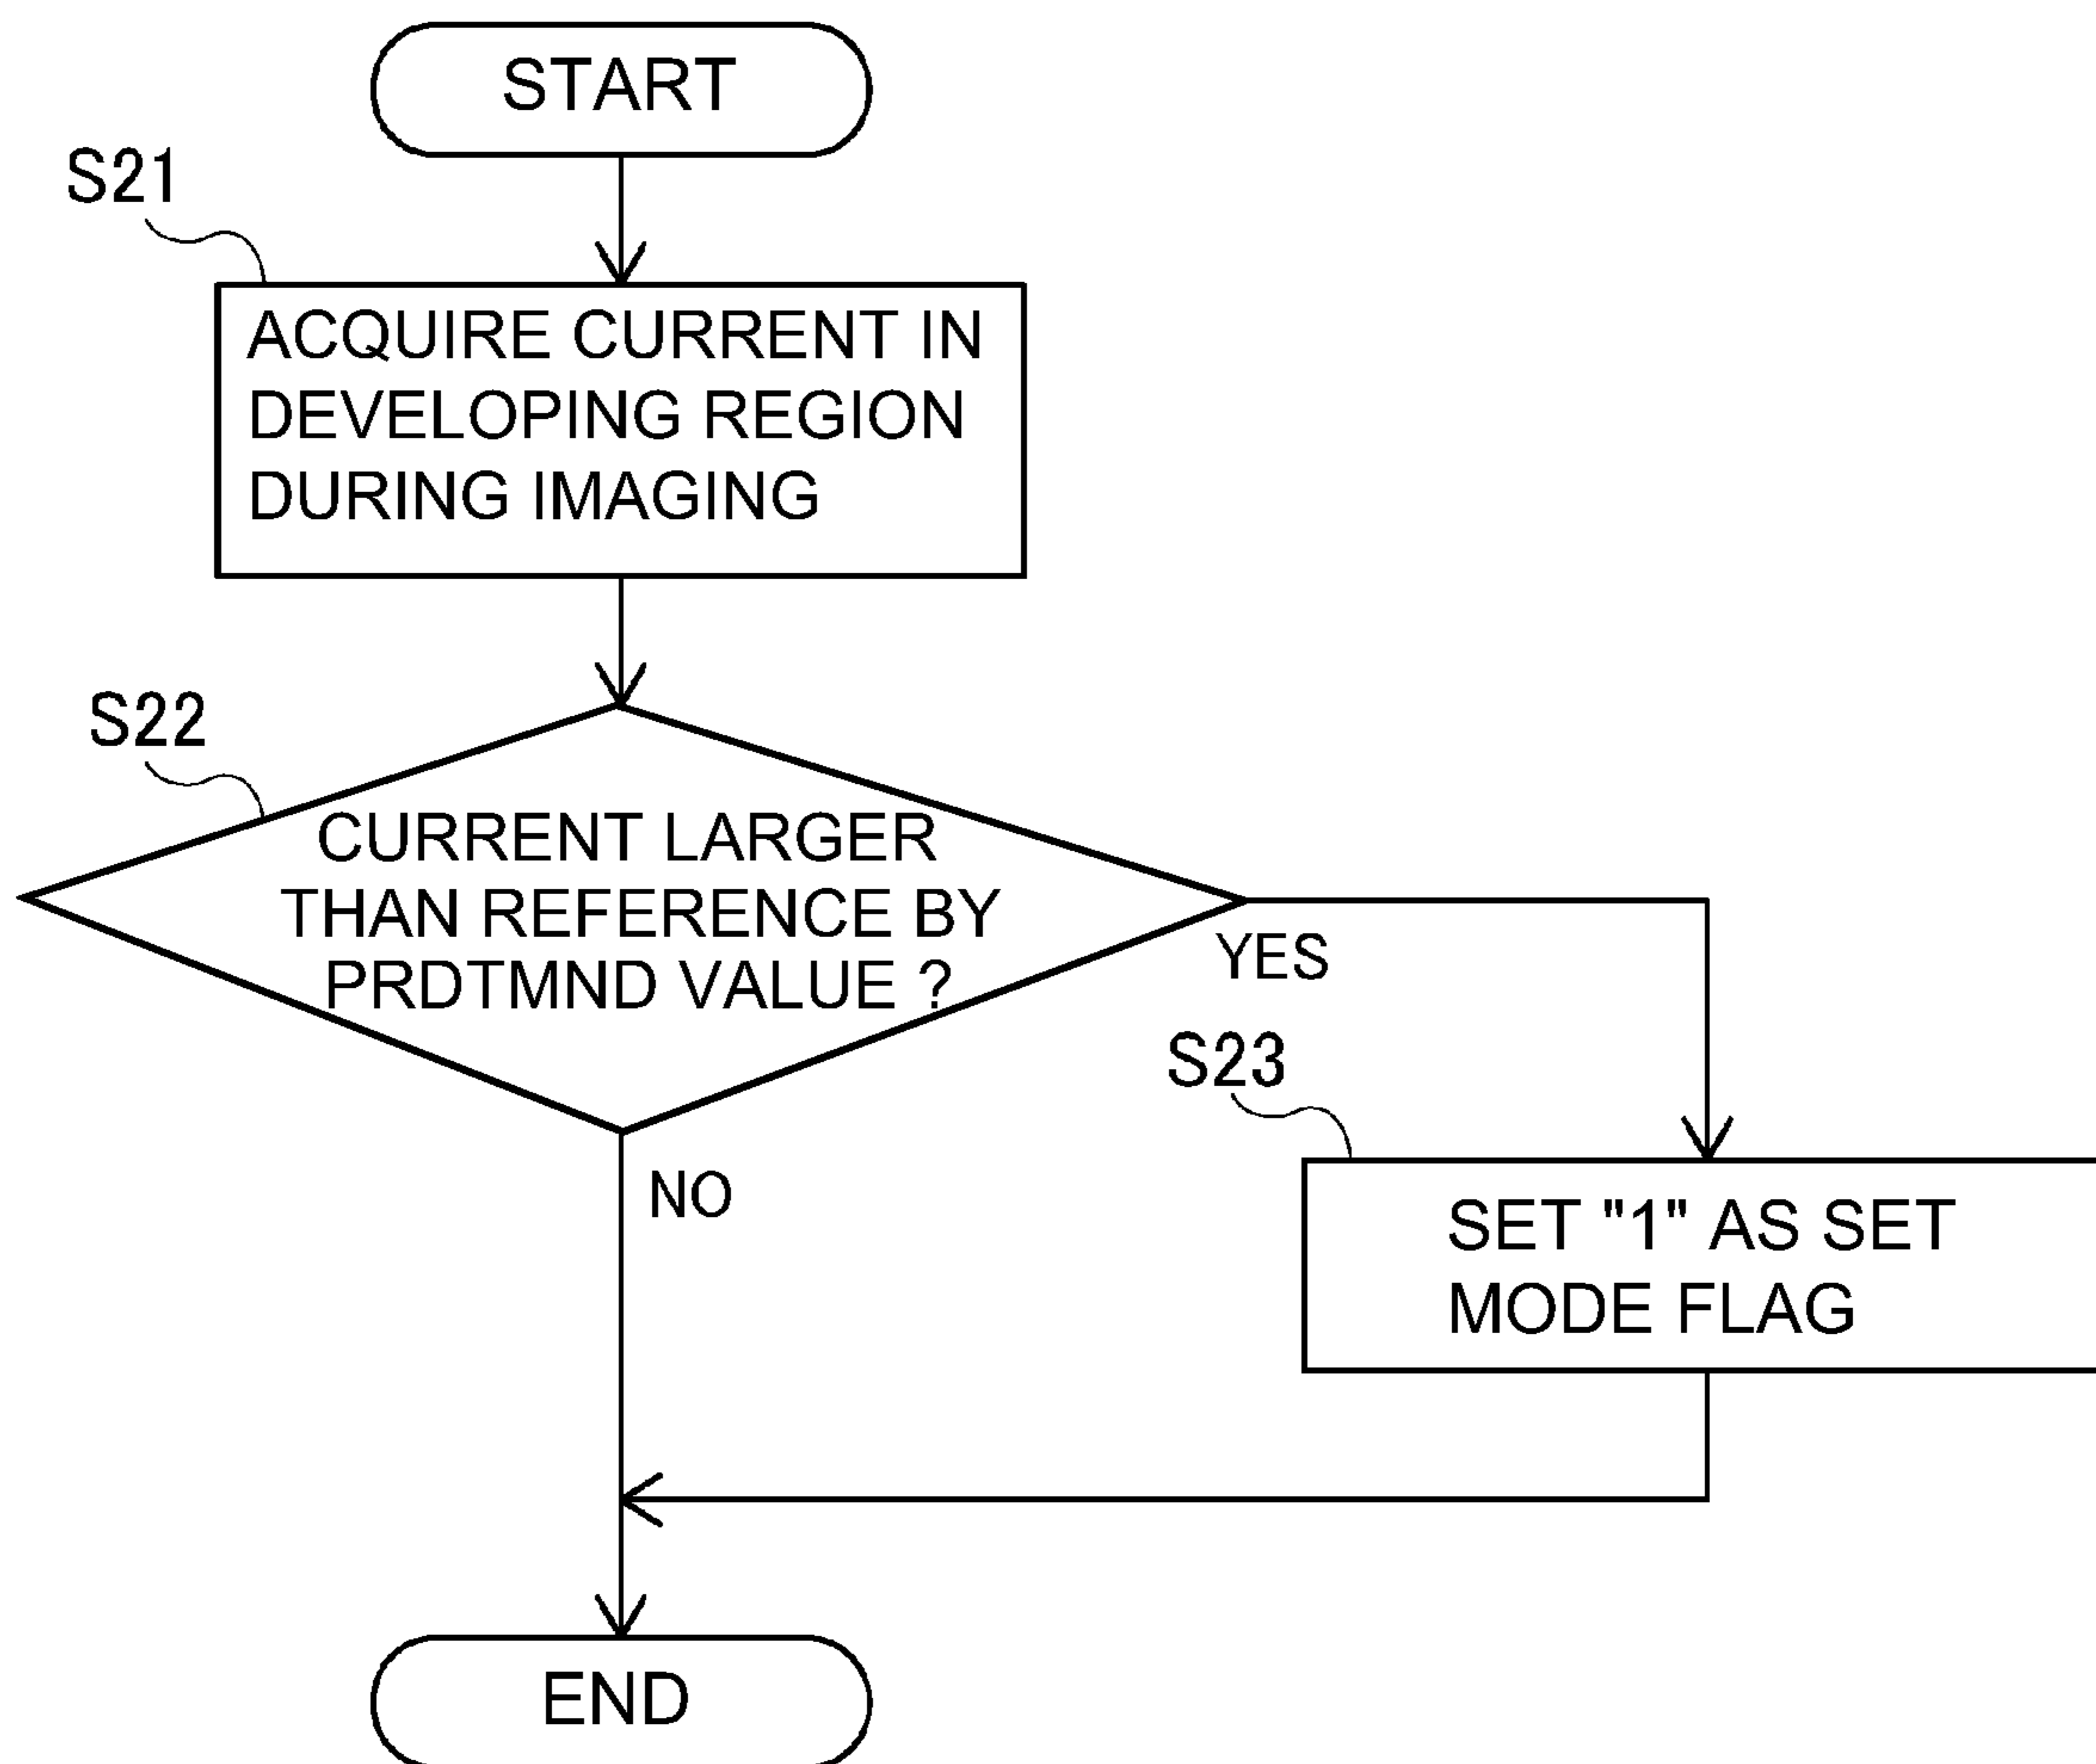 START
S21
ACQUIRE CURRENT IN
DEVELOPING REGION
DURING IMAGING
S22
CURRENT LARGER
THAN REFERENCE BY
PRDTMND VALUE ?
YES
S23
NO
SET "1" AS SET
MODE FLAG
END